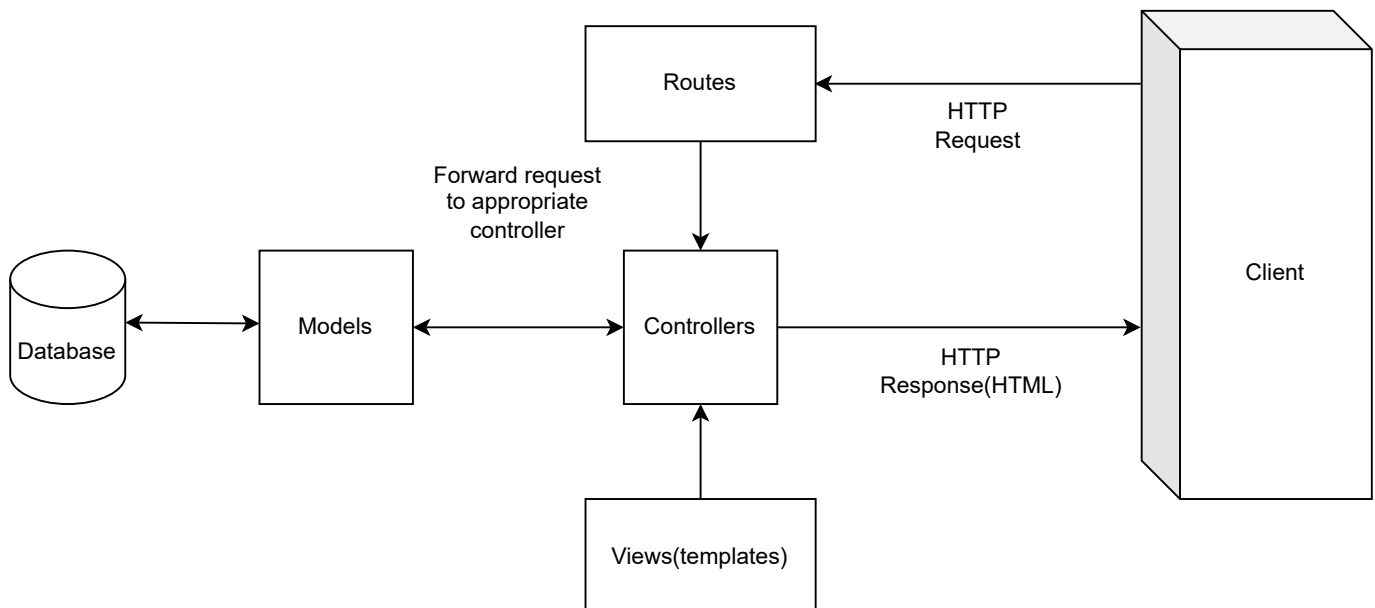 Routes
HTTP
Request
Forward request
to appropriate
controller
Client
Database
Models
Controllers
HTTP
Response(HTML)
Views(templates)